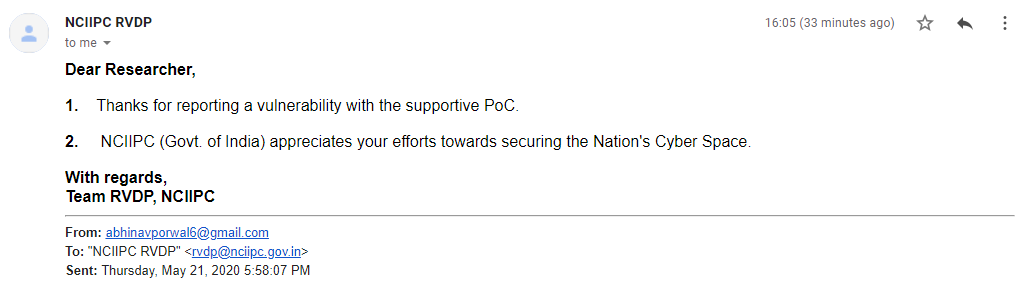 NCIIPC RVDP 16:05 (33 minutes ago)
to me
Dear Researcher,
1. Thanks for reporting a vulnerability with the supportive PoC.
2. NCIIPC (Govt. of India) appreciates your efforts towards securing the Nation's Cyber Space.
With regards,
Team RVDP, NCIIPC
From: abhinavporwal6@gmail.com
To: "NCIIPC RVDP" <rvdp@nciipc.gov.in>
Sent: Thursday, May 21, 2020 5:58:07 PM